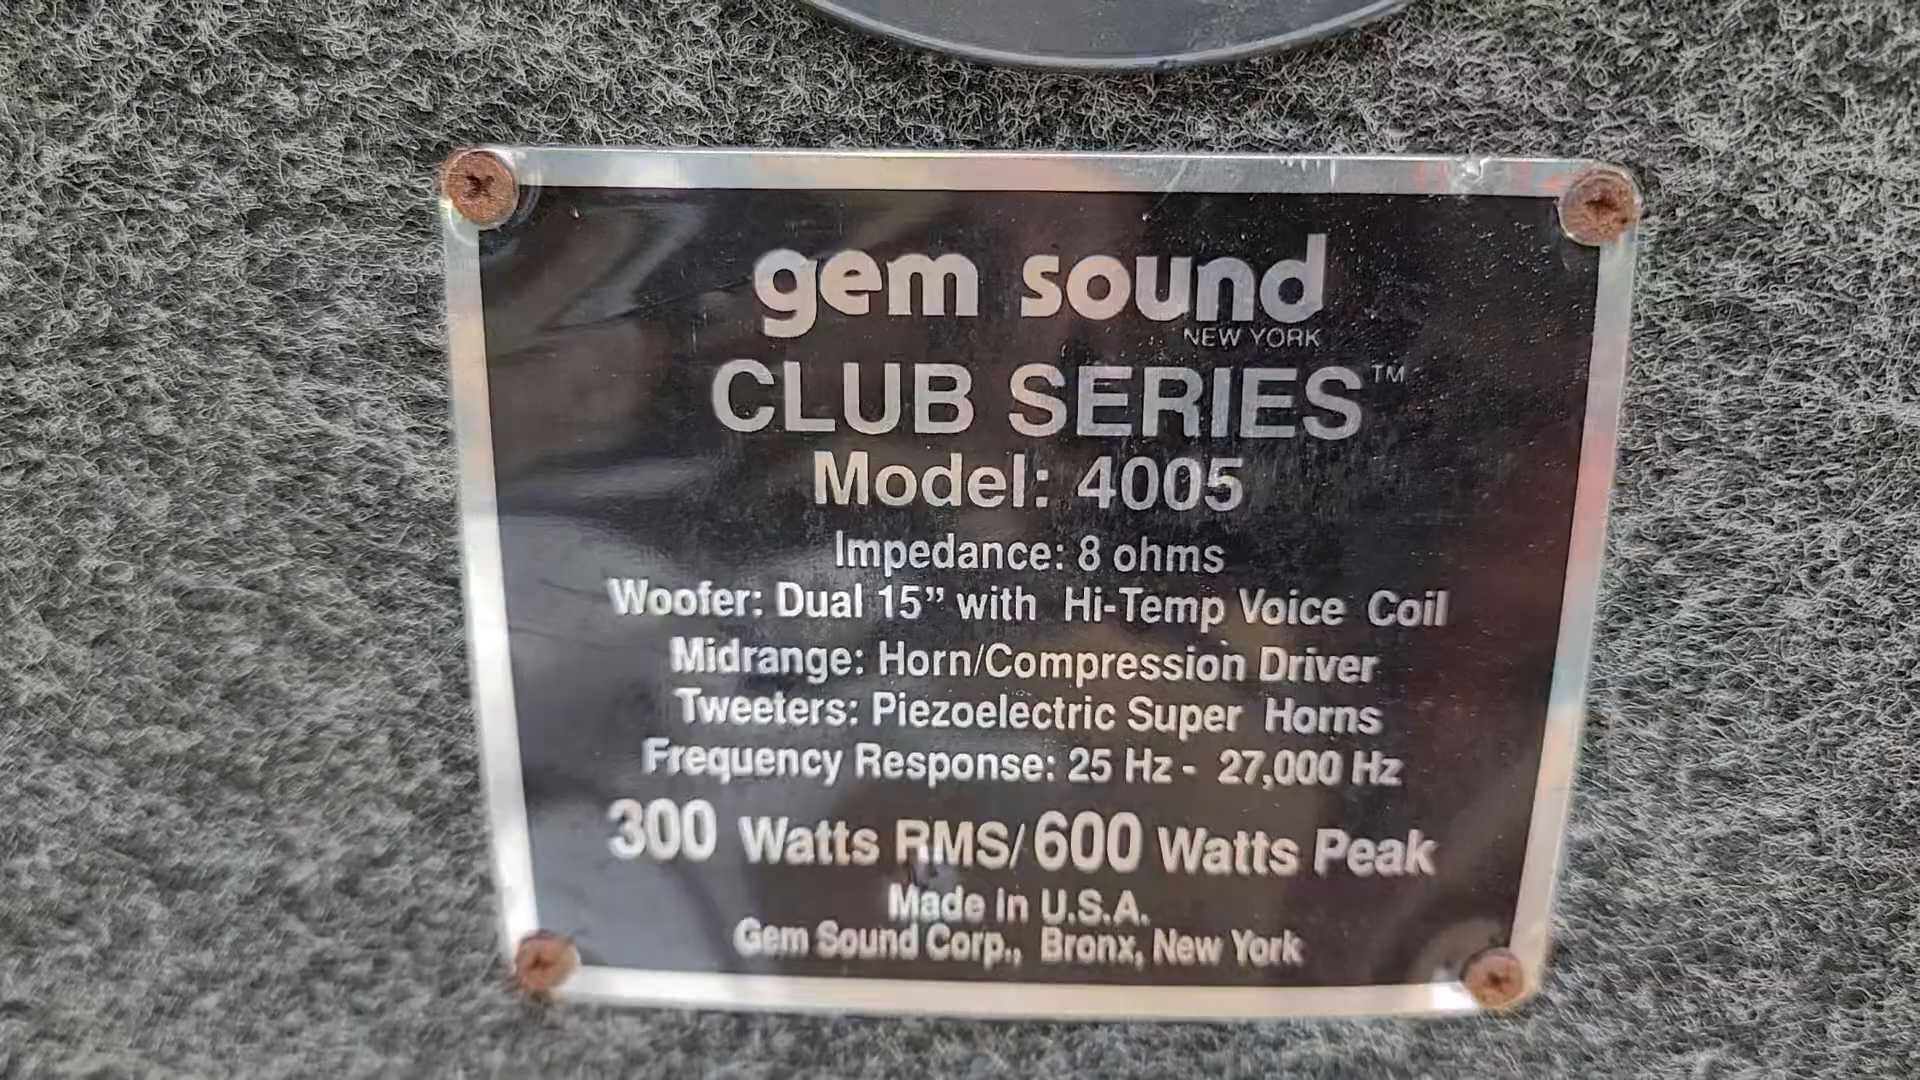 gem sound
NEW YORK
CLUB SERIES™
Model: 4005
Impedance: 8 ohms
Woofer: Dual 15” with Hi-Temp Voice Coil
Midrange: Horn/Compression Driver
Tweeters: Piezoelectric Super Horns
Frequency Response: 25 Hz - 27,000 Hz
300 Watts RMS/600 Watts Peak
Made in U.S.A.
Gem Sound Corp., Bronx, New York